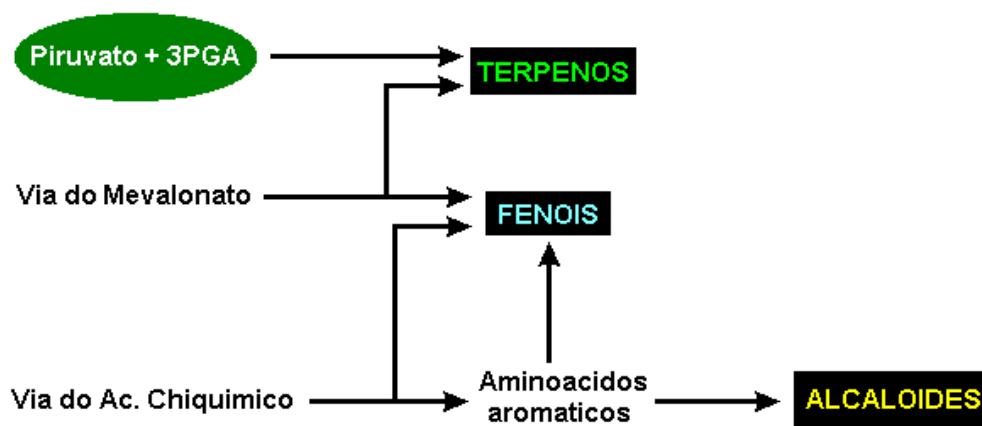 Piruvato + 3PGA
TERPENOS
Via do Mevalonato
FENOIS
Via do Ac. Chiquimico
Aminoacidos
aromaticos
ALCALOIDES